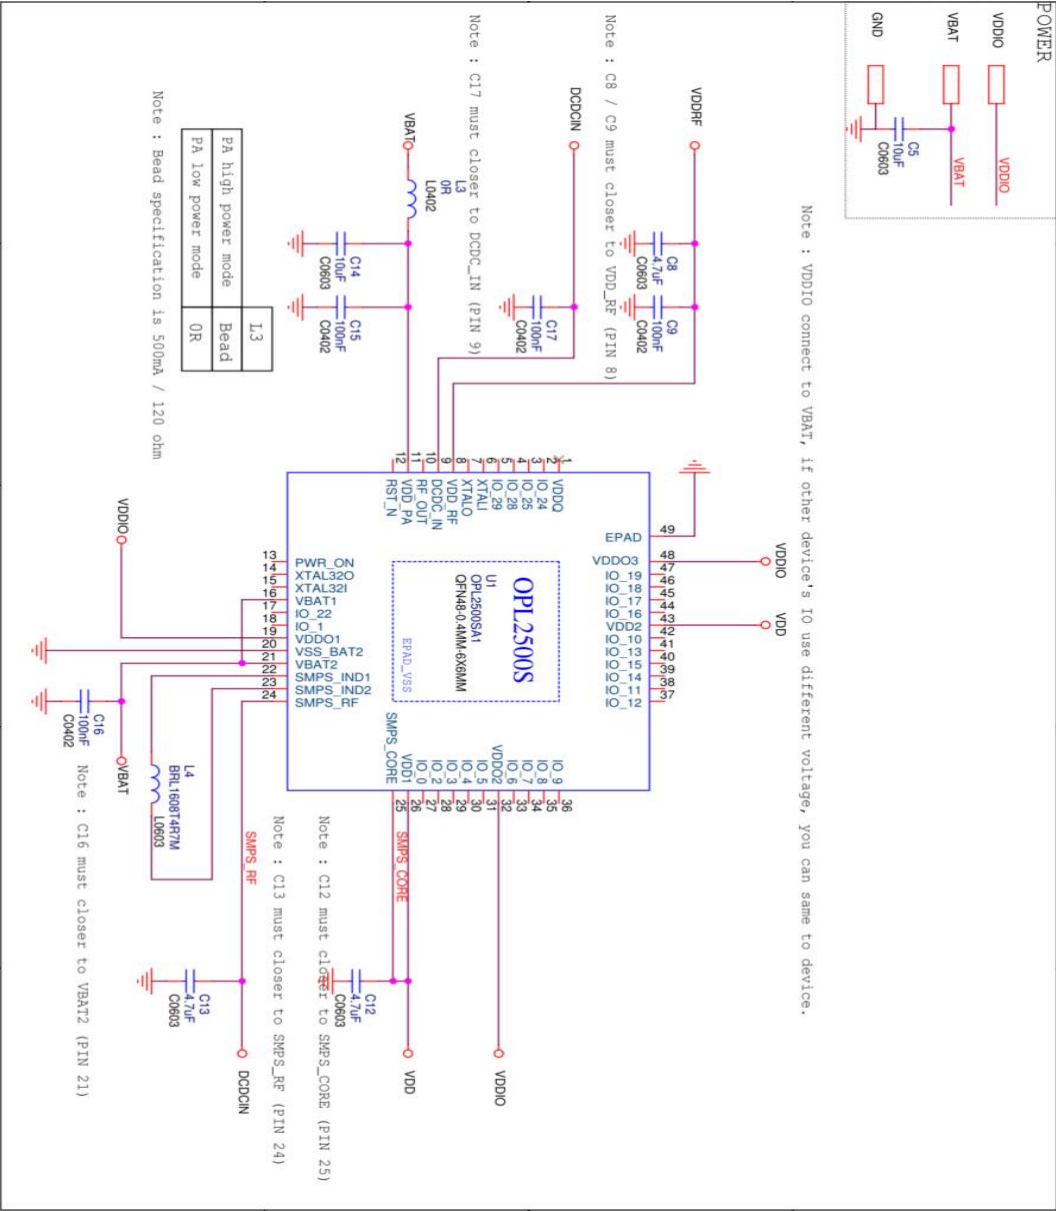 POWER
VDDIO
VDDIO
VBAT
VBAT
GND
C5
10uF
C0603
Note : VDDIO connect to VBAT, if other device's IO use different voltage, you can same to device.
VDDRF
C8
4.7uF
C0603
C9
100nF
C0402
Note : C8 / C9 must closer to VDD_RF (PIN 8)
DCDCIN
C17
100nF
C0402
Note : C17 must closer to DCDC_IN (PIN 9)
VBAT
L3
0R
L0402
C14
10uF
C0603
C15
100nF
C0402
L3
PA high power mode Bead
PA low power mode 0R
Note : Bead specification is 500mA / 120 ohm
1
2
3
4
5
6
7
8
9
10
11
12
VDDQ
IO_24
IO_25
IO_28
IO_29
XTALI
XTALO
VDD_RF
DCDC_IN
RF_OUT
VDD_PA
RST_N
EPAD 49
VDDO3 48
IO_19 47
IO_18 46
IO_17 45
IO_16 44
VDD2 43
IO_10 42
IO_13 41
IO_15 40
IO_14 39
IO_11 38
IO_12 37
VDDIO
VDD
OPL2500S
U1
OPL2500SA1
QFN48-0.4MM-6X6MM
EPAD_VSS
13 PWR_ON
14 XTAL32O
15 XTAL32I
16 VBAT1
17 IO_22
18 IO_1
19 VDDO1
20 VSS_BAT2
21 VBAT2
22 SMPS_IND1
23 SMPS_IND2
24 SMPS_RF
IO_9
IO_8
IO_7
IO_6
VDDO2
IO_5
IO_4
IO_3
IO_2
IO_0
VDD1
SMPS_CORE
36
35
34
33
32
31
30
29
28
27
26
25
VDDIO
C16
100nF
C0402
VBAT
Note : C16 must closer to VBAT2 (PIN 21)
L4
BRL1608T4R7M
L0603
SMPS_RF
C13
4.7uF
C0603
DCDCIN
Note : C13 must closer to SMPS_RF (PIN 24)
SMPS_CORE
C12
4.7uF
C0603
VDD
Note : C12 must closer to SMPS_CORE (PIN 25)
VDDIO